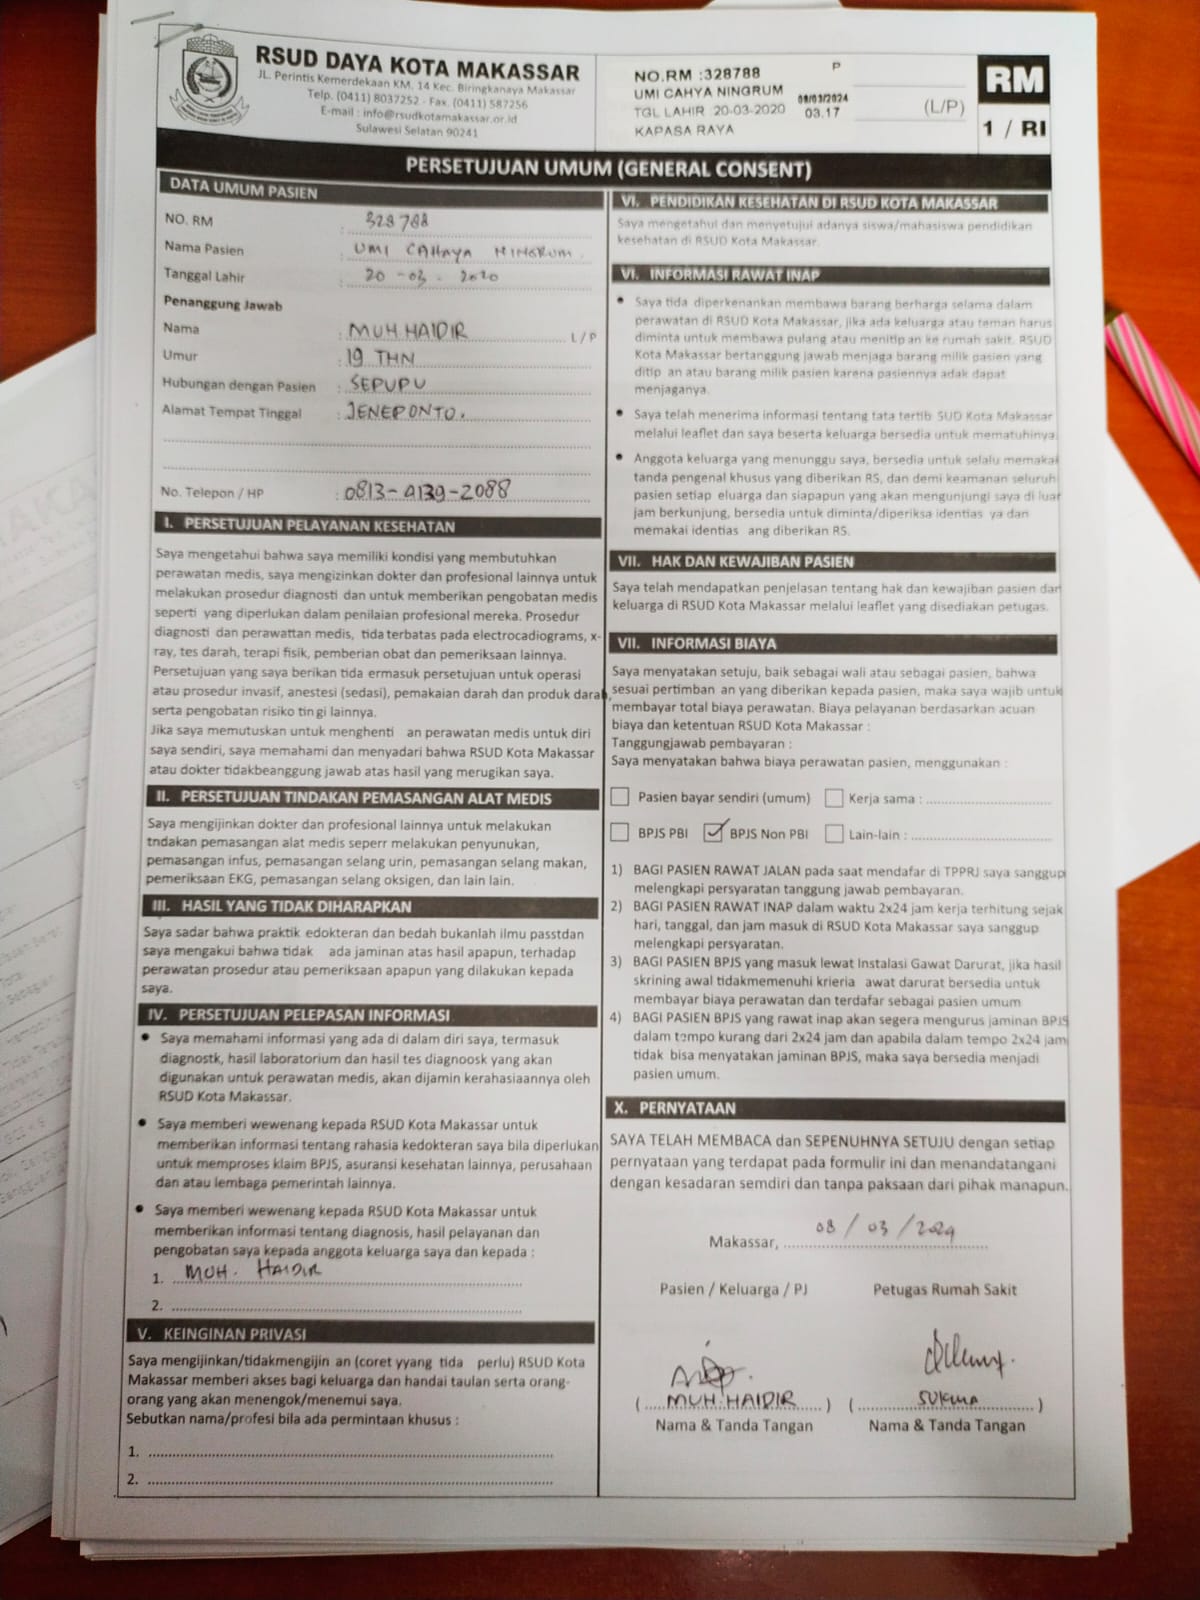 RSUD DAYA KOTA MAKASSAR
JL. Perintis Kemerdekaan KM. 14 Kec. Biringkanaya Makassar
Telp. (0411) 8037252 - Fax. (0411) 587256
E-mail : info@rsudkotamakassar.or.id
Sulawesi Selatan 90241
NO.RM :328788 P
UMI CAHYA NINGRUM
TGL LAHIR 20-03-2020
KAPASA RAYA
08/03/2024
03.17
(L/P)
RM
1 / RI
PERSETUJUAN UMUM (GENERAL CONSENT)
DATA UMUM PASIEN
NO. RM : 328788
Nama Pasien : UMI CAHAYA NINGRUM
Tanggal Lahir : 20 - 03 - 2020
Penanggung Jawab
Nama : MUH. HAIDIR L/P
Umur : 19 THN
Hubungan dengan Pasien : SEPUPU
Alamat Tempat Tinggal : JENEPONTO.
No. Telepon / HP : 0813-4139-2088
I. PERSETUJUAN PELAYANAN KESEHATAN
Saya mengetahui bahwa saya memiliki kondisi yang membutuhkan
perawatan medis, saya mengizinkan dokter dan profesional lainnya untuk
melakukan prosedur diagnosti dan untuk memberikan pengobatan medis
seperti yang diperlukan dalam penilaian profesional mereka. Prosedur
diagnosti dan perawattan medis, tida terbatas pada electrocadiograms, x-
ray, tes darah, terapi fisik, pemberian obat dan pemeriksaan lainnya.
Persetujuan yang saya berikan tida ermasuk persetujuan untuk operasi
atau prosedur invasif, anestesi (sedasi), pemakaian darah dan produk darah,
serta pengobatan risiko tin gi lainnya.
Jika saya memutuskan untuk menghenti an perawatan medis untuk diri
saya sendiri, saya memahami dan menyadari bahwa RSUD Kota Makassar
atau dokter tidakbeanggung jawab atas hasil yang merugikan saya.
II. PERSETUJUAN TINDAKAN PEMASANGAN ALAT MEDIS
Saya mengijinkan dokter dan profesional lainnya untuk melakukan
tndakan pemasangan alat medis seperr melakukan penyunukan,
pemasangan infus, pemasangan selang urin, pemasangan selang makan,
pemeriksaan EKG, pemasangan selang oksigen, dan lain lain.
III. HASIL YANG TIDAK DIHARAPKAN
Saya sadar bahwa praktik edokteran dan bedah bukanlah ilmu passtdan
saya mengakui bahwa tidak ada jaminan atas hasil apapun, terhadap
perawatan prosedur atau pemeriksaan apapun yang dilakukan kepada
saya.
IV. PERSETUJUAN PELEPASAN INFORMASI
• Saya memahami informasi yang ada di dalam diri saya, termasuk
diagnostk, hasil laboratorium dan hasil tes diagnoosk yang akan
digunakan untuk perawatan medis, akan dijamin kerahasiaannya oleh
RSUD Kota Makassar.
• Saya memberi wewenang kepada RSUD Kota Makassar untuk
memberikan informasi tentang rahasia kedokteran saya bila diperlukan
untuk memproses klaim BPJS, asuransi kesehatan lainnya, perusahaan
dan atau lembaga pemerintah lainnya.
• Saya memberi wewenang kepada RSUD Kota Makassar untuk
memberikan informasi tentang diagnosis, hasil pelayanan dan
pengobatan saya kepada anggota keluarga saya dan kepada :
1. MUH. HAIDIR
2.
V. KEINGINAN PRIVASI
Saya mengijinkan/tidakmengijin an (coret yyang tida perlu) RSUD Kota
Makassar memberi akses bagi keluarga dan handai taulan serta orang-
orang yang akan menengok/menemui saya.
Sebutkan nama/profesi bila ada permintaan khusus :
1.
2.
VI. PENDIDIKAN KESEHATAN DI RSUD KOTA MAKASSAR
Saya mengetahui dan menyetujui adanya siswa/mahasiswa pendidikan
kesehatan di RSUD Kota Makassar.
VI. INFORMASI RAWAT INAP
• Saya tida diperkenankan membawa barang berharga selama dalam
perawatan di RSUD Kota Makassar, jika ada keluarga atau teman harus
diminta untuk membawa pulang atau menitip an ke rumah sakit. RSUD
Kota Makassar bertanggung jawab menjaga barang milik pasien yang
ditip an atau barang milik pasien karena pasiennya adak dapat
menjaganya.
• Saya telah menerima informasi tentang tata tertib SUD Kota Makassar
melalui leaflet dan saya beserta keluarga bersedia untuk mematuhinya.
• Anggota keluarga yang menunggu saya, bersedia untuk selalu memakai
tanda pengenal khusus yang diberikan RS, dan demi keamanan seluruh
pasien setiap eluarga dan siapapun yang akan mengunjungi saya di luar
jam berkunjung, bersedia untuk diminta/diperiksa identias ya dan
memakai identias ang diberikan RS.
VII. HAK DAN KEWAJIBAN PASIEN
Saya telah mendapatkan penjelasan tentang hak dan kewajiban pasien dan
keluarga di RSUD Kota Makassar melalui leaflet yang disediakan petugas.
VII. INFORMASI BIAYA
Saya menyatakan setuju, baik sebagai wali atau sebagai pasien, bahwa
sesuai pertimban an yang diberikan kepada pasien, maka saya wajib untuk
membayar total biaya perawatan. Biaya pelayanan berdasarkan acuan
biaya dan ketentuan RSUD Kota Makassar :
Tanggungjawab pembayaran :
Saya menyatakan bahwa biaya perawatan pasien, menggunakan :
Pasien bayar sendiri (umum) Kerja sama :
BPJS PBI ✓ BPJS Non PBI Lain-lain :
1) BAGI PASIEN RAWAT JALAN pada saat mendafar di TPPRJ saya sanggup
melengkapi persyaratan tanggung jawab pembayaran.
2) BAGI PASIEN RAWAT INAP dalam waktu 2x24 jam kerja terhitung sejak
hari, tanggal, dan jam masuk di RSUD Kota Makassar saya sanggup
melengkapi persyaratan.
3) BAGI PASIEN BPJS yang masuk lewat Instalasi Gawat Darurat, jika hasil
skrining awal tidakmemenuhi krieria awat darurat bersedia untuk
membayar biaya perawatan dan terdafar sebagai pasien umum
4) BAGI PASIEN BPJS yang rawat inap akan segera mengurus jaminan BPJS
dalam tempo kurang dari 2x24 jam dan apabila dalam tempo 2x24 jam
tidak bisa menyatakan jaminan BPJS, maka saya bersedia menjadi
pasien umum.
X. PERNYATAAN
SAYA TELAH MEMBACA dan SEPENUHNYA SETUJU dengan setiap
pernyataan yang terdapat pada formulir ini dan menandatangani
dengan kesadaran semdiri dan tanpa paksaan dari pihak manapun.
Makassar, 08 / 03 / 2024
Pasien / Keluarga / PJ Petugas Rumah Sakit
( MUH. HAIDIR ) ( SUKMA )
Nama & Tanda Tangan Nama & Tanda Tangan